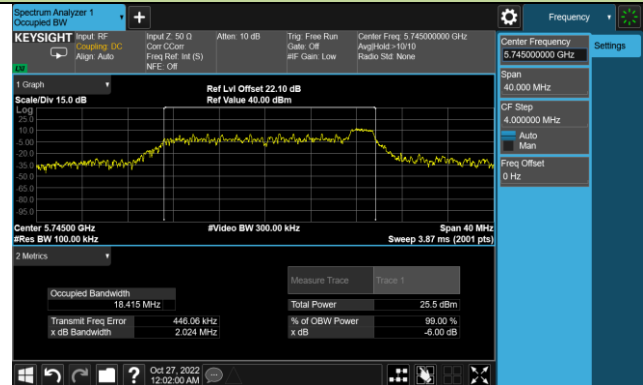 Spectrum Analyzer 1
Occupied BW
Frequency
KEYSIGHT
Input: RF
Coupling: DC
Align: Auto
Input Z: 50 Ω
Corr CCorr
Freq Ref: Int (S)
NFE: Off
Atten: 10 dB
Trig: Free Run
Gate: Off
#IF Gain: Low
Center Freq: 5.745000000 GHz
Avg|Hold:>10/10
Radio Std: None
LXI
Center Frequency
5.745000000 GHz
Settings
Span
40.000 MHz
CF Step
4.000000 MHz
Auto
Man
Freq Offset
0 Hz
1 Graph
Scale/Div 15.0 dB
Ref Lvl Offset 22.10 dB
Ref Value 40.00 dBm
Log
25.0
10.0
-5.00
-20.0
-35.0
-50.0
-65.0
-80.0
-95.0
Center 5.74500 GHz
#Video BW 300.00 kHz
Span 40 MHz
#Res BW 100.00 kHz
Sweep 3.87 ms (2001 pts)
2 Metrics
Measure Trace
Trace 1
Occupied Bandwidth
18.415 MHz
Total Power
25.5 dBm
Transmit Freq Error
446.06 kHz
% of OBW Power
99.00 %
x dB Bandwidth
2.024 MHz
x dB
-6.00 dB
?
Oct 27, 2022
12:02:00 AM